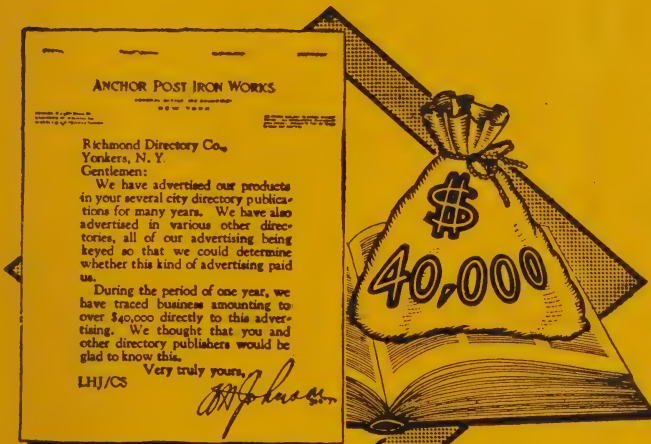 ANCHOR POST IRON WORKS
NEW YORK
Richmond Directory Co.,
Yonkers, N. Y.
Gentlemen:
We have advertised our products
in your several city directory publica-
tions for many years. We have also
advertised in various other direc-
tories, all of our advertising being
keyed so that we could determine
whether this kind of advertising paid
us.
During the period of one year, we
have traced business amounting to
over $40,000 directly to this adver-
tising. We thought that you and
other directory publishers would be
glad to know this.
Very truly yours,
LHJ/CS
$
40,000